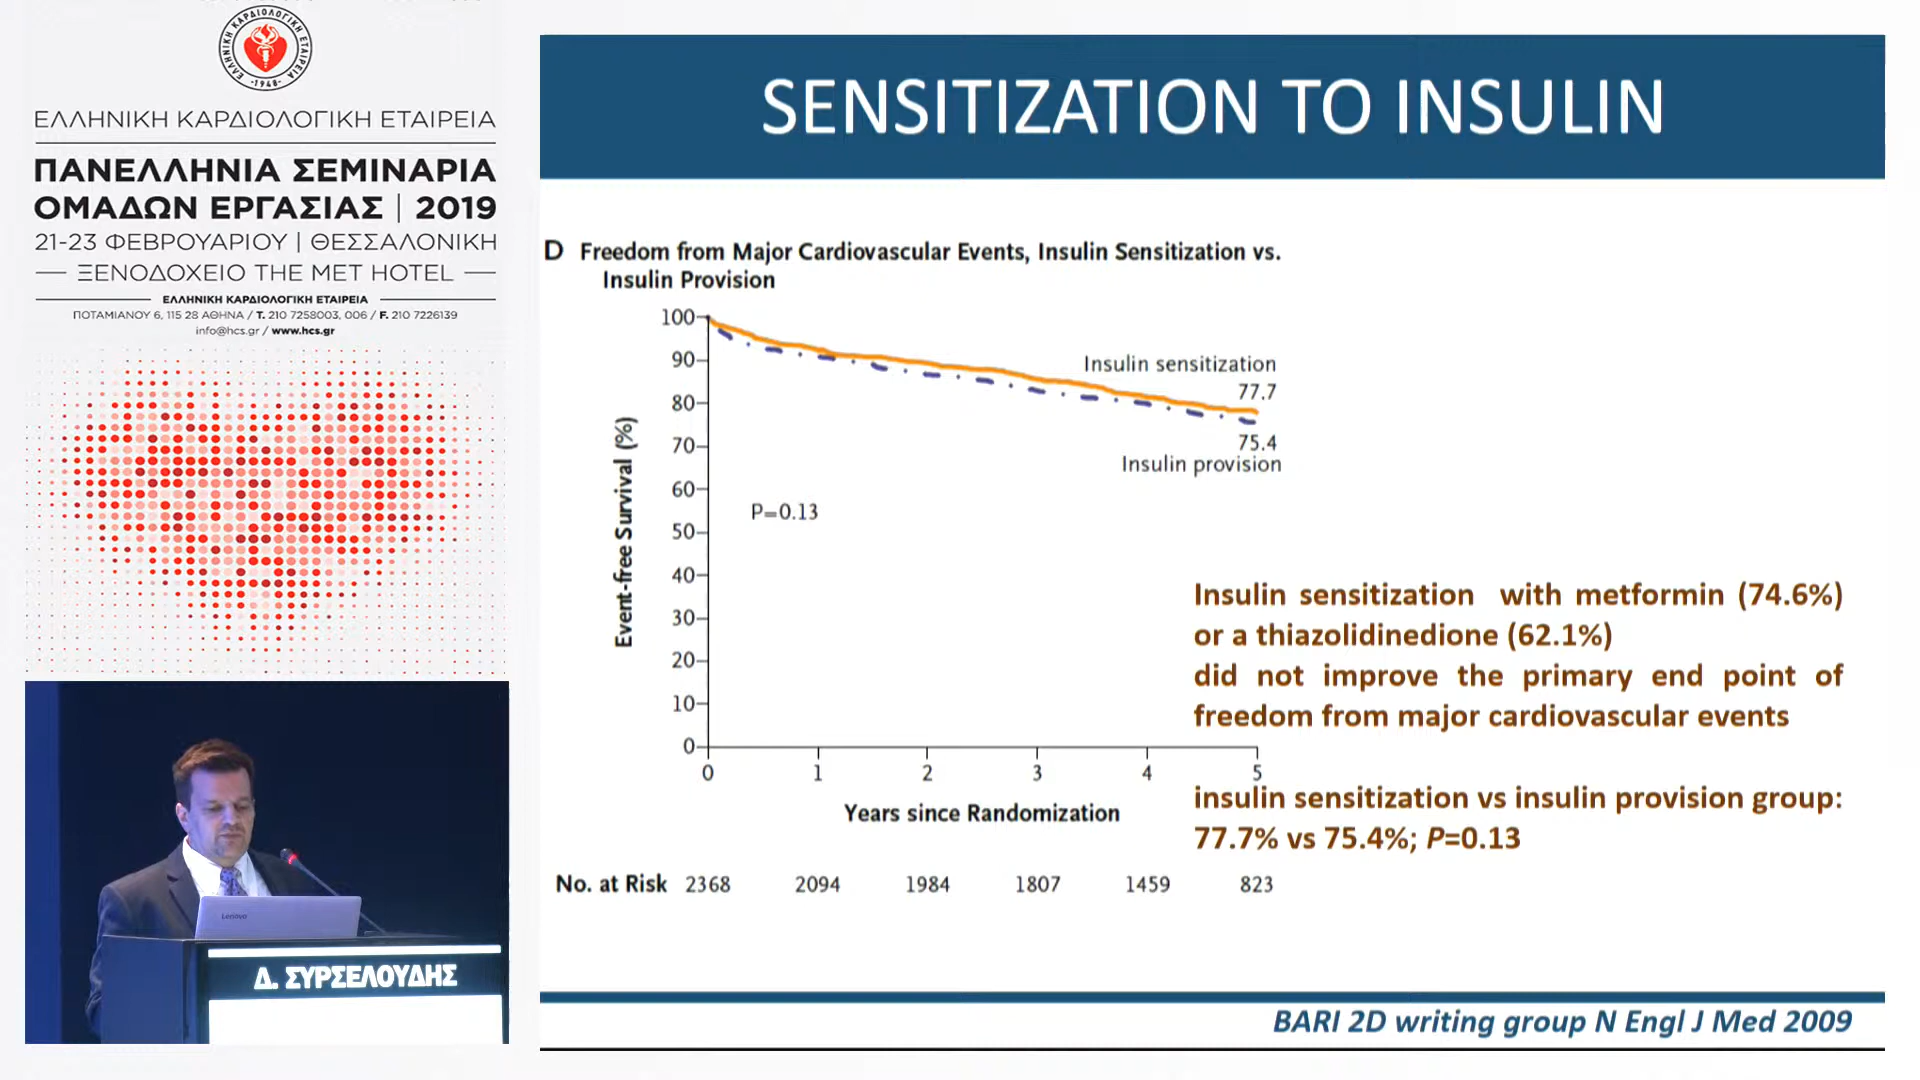 ΕΛΛΗΝΙΚΗ ΚΑΡΔΙΟΛΟΓΙΚΗ ΕΤΑΙΡΕΙΑ
-1948-
ΕΛΛΗΝΙΚΗ ΚΑΡΔΙΟΛΟΓΙΚΗ ΕΤΑΙΡΕΙΑ
ΠΑΝΕΛΛΗΝΙΑ ΣΕΜΙΝΑΡΙΑ
ΟΜΑΔΩΝ ΕΡΓΑΣΙΑΣ | 2019
21-23 ΦΕΒΡΟΥΑΡΙΟΥ | ΘΕΣΣΑΛΟΝΙΚΗ
ΞΕΝΟΔΟΧΕΙΟ THE MET HOTEL
ΕΛΛΗΝΙΚΗ ΚΑΡΔΙΟΛΟΓΙΚΗ ΕΤΑΙΡΕΙΑ
ΠΟΤΑΜΙΑΝΟΥ 6, 115 28 ΑΘΗΝΑ / T. 210 7258003, 006 / F. 210 7226139
info@hcs.gr / www.hcs.gr
Lenovo
Δ. ΣΥΡΣΕΛΟΥΔΗΣ
SENSITIZATION TO INSULIN
D Freedom from Major Cardiovascular Events, Insulin Sensitization vs.
Insulin Provision
Event-free Survival (%)
100
90
80
70
60
50
40
30
20
10
0
Insulin sensitization
77.7
75.4
Insulin provision
P=0.13
0 1 2 3 4 5
Years since Randomization
No. at Risk 2368 2094 1984 1807 1459 823
Insulin sensitization with metformin (74.6%)
or a thiazolidinedione (62.1%)
did not improve the primary end point of
freedom from major cardiovascular events
insulin sensitization vs insulin provision group:
77.7% vs 75.4%; P=0.13
BARI 2D writing group N Engl J Med 2009